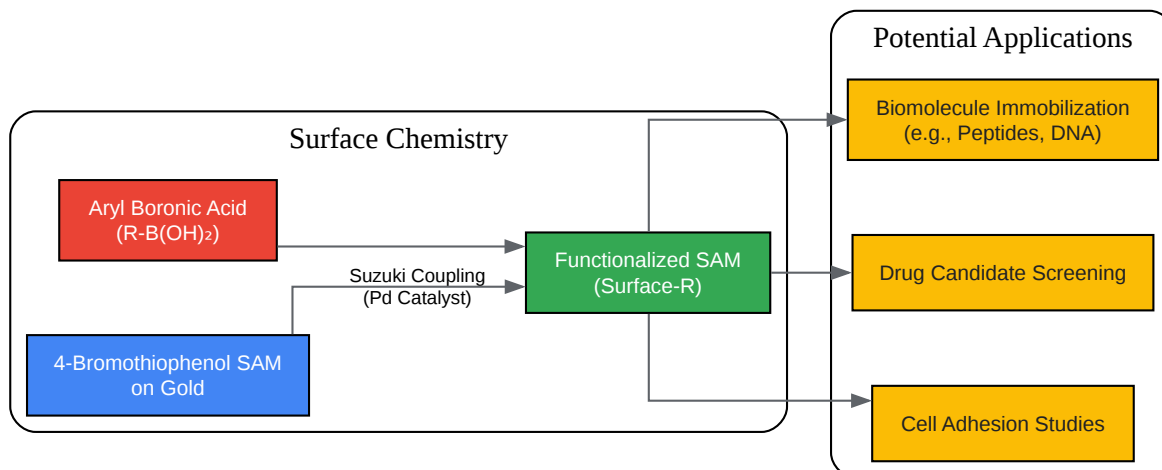 Surface Chemistry
Aryl Boronic Acid
(R-B(OH)₂)
Suzuki Coupling
(Pd Catalyst)
4-Bromothiophenol SAM
on Gold
Functionalized SAM
(Surface-R)
Potential Applications
Biomolecule Immobilization
(e.g., Peptides, DNA)
Drug Candidate Screening
Cell Adhesion Studies